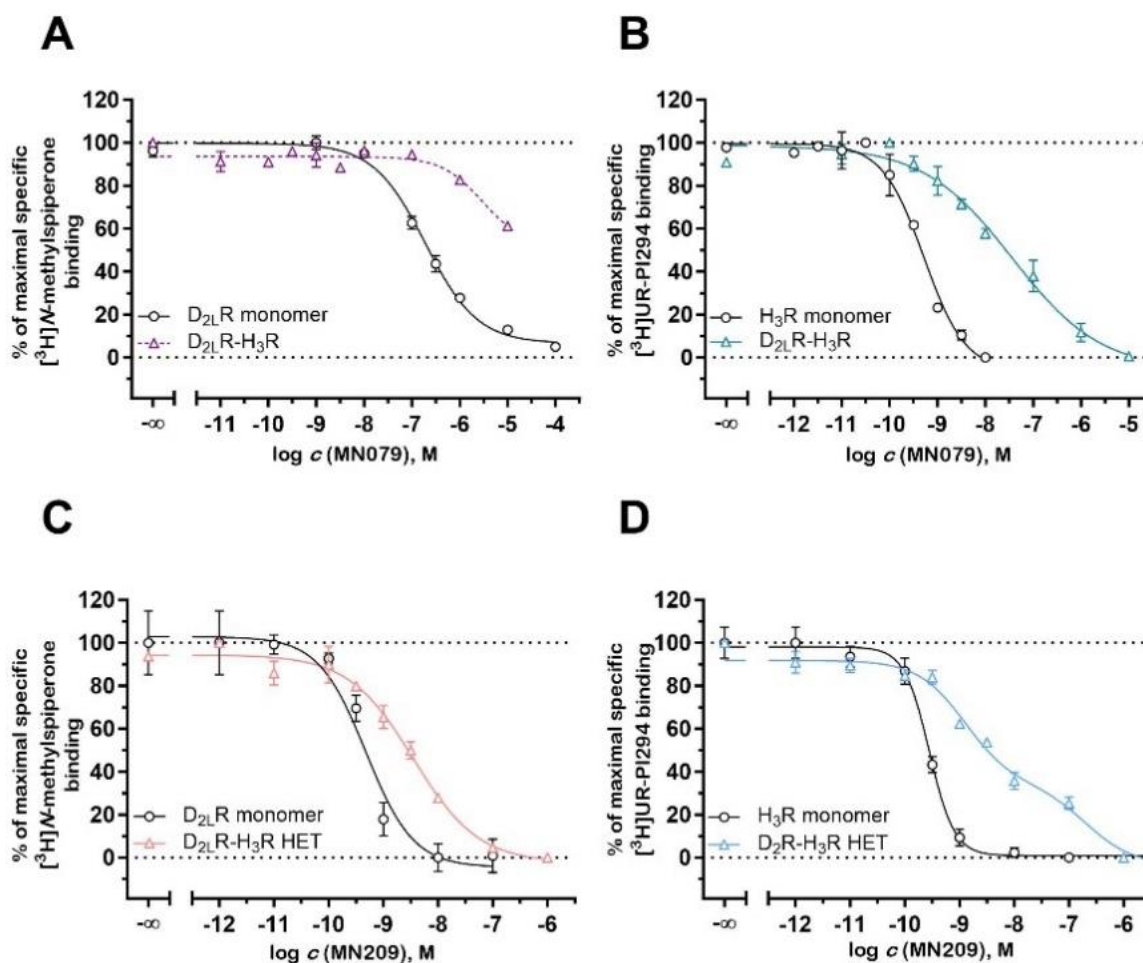 A
B
120
100
80
60
40
20
0
% of maximal specific
[³H]N-methylspiperone
binding
D₂LR monomer
D₂LR-H₃R
-∞ -11 -10 -9 -8 -7 -6 -5 -4
log c (MN079), M
120
100
80
60
40
20
0
% of maximal specific
[³H]UR-PI294 binding
H₃R monomer
D₂LR-H₃R
-∞ -12 -11 -10 -9 -8 -7 -6 -5
log c (MN079), M
C
D
120
100
80
60
40
20
0
% of maximal specific
[³H]N-methylspiperone
binding
D₂LR monomer
D₂LR-H₃R HET
-∞ -12 -11 -10 -9 -8 -7 -6
log c (MN209), M
120
100
80
60
40
20
0
% of maximal specific
[³H]UR-PI294 binding
H₃R monomer
D₂R-H₃R HET
-∞ -12 -11 -10 -9 -8 -7 -6
log c (MN209), M